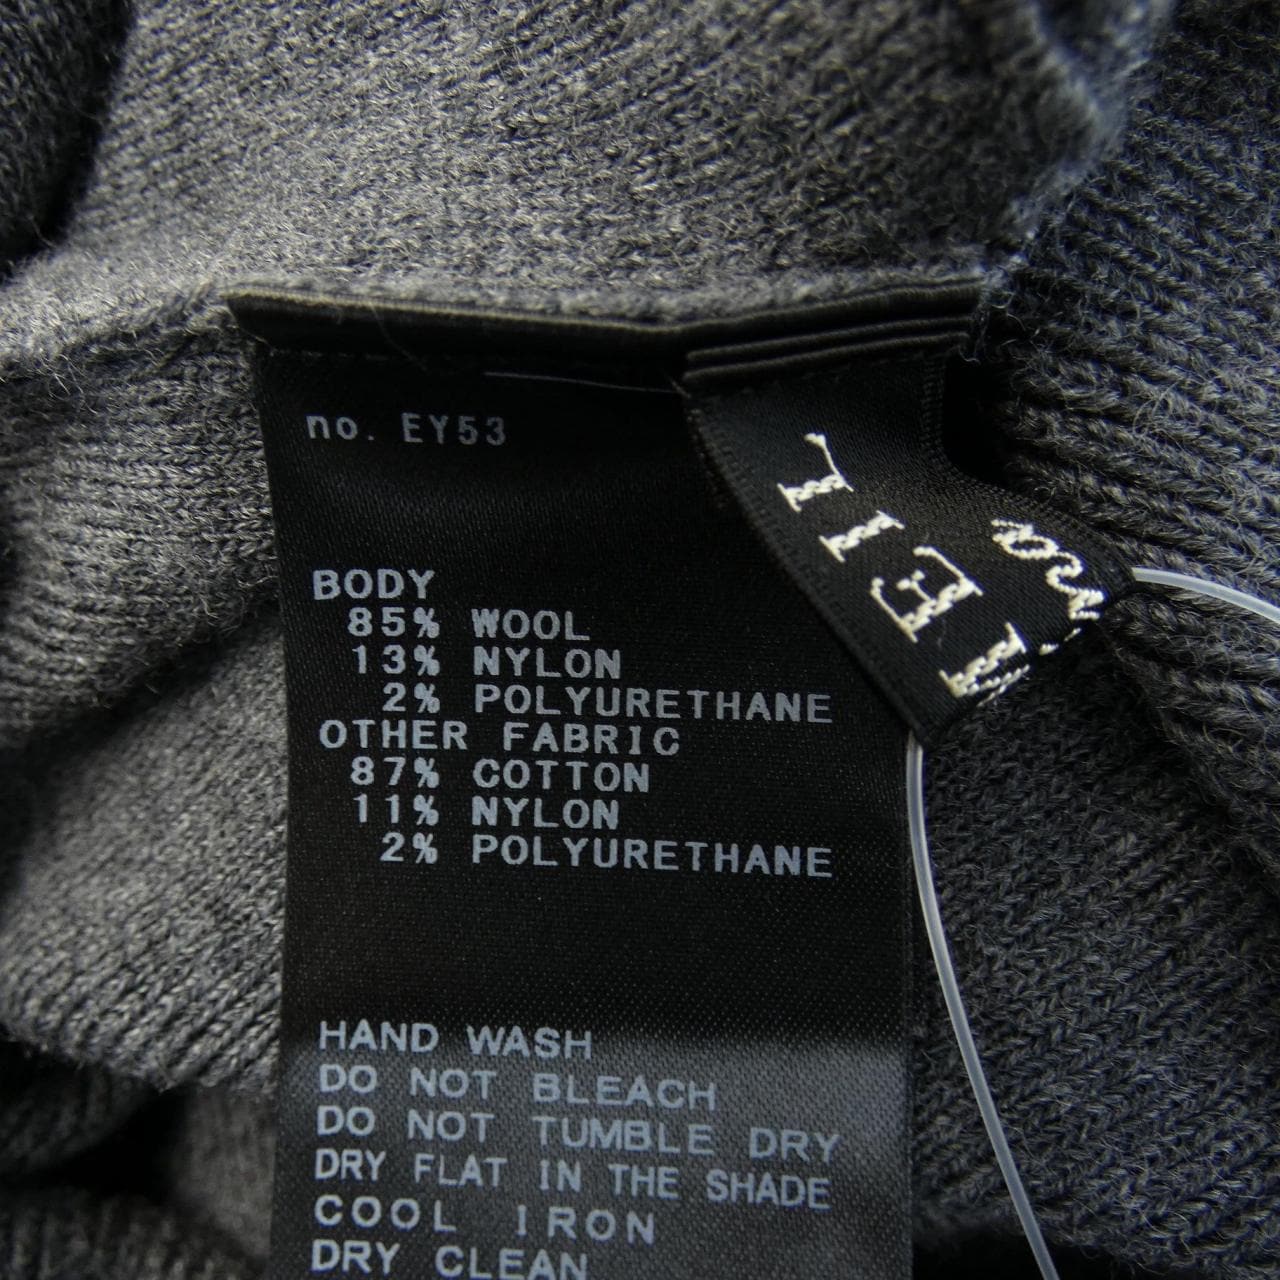 no. EY53
BODY
85% WOOL
13% NYLON
2% POLYURETHANE
OTHER FABRIC
87% COTTON
11% NYLON
2% POLYURETHANE
HAND WASH
DO NOT BLEACH
DO NOT TUMBLE DRY
DRY FLAT IN THE SHADE
COOL IRON
DRY CLEAN